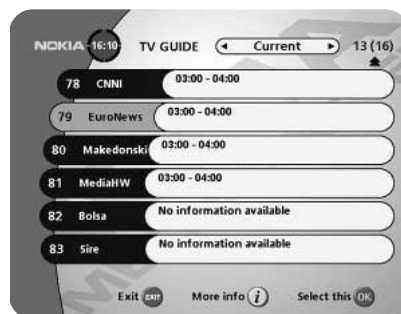 NOKIA 16:10 TV GUIDE Current 13 (16)
78 CNNI 03:00 - 04:00
79 EuroNews 03:00 - 04:00
80 Makedonski 03:00 - 04:00
81 MediaHW 03:00 - 04:00
82 Bolsa No information available
83 Sire No information available
Exit EXIT More info i Select this OK